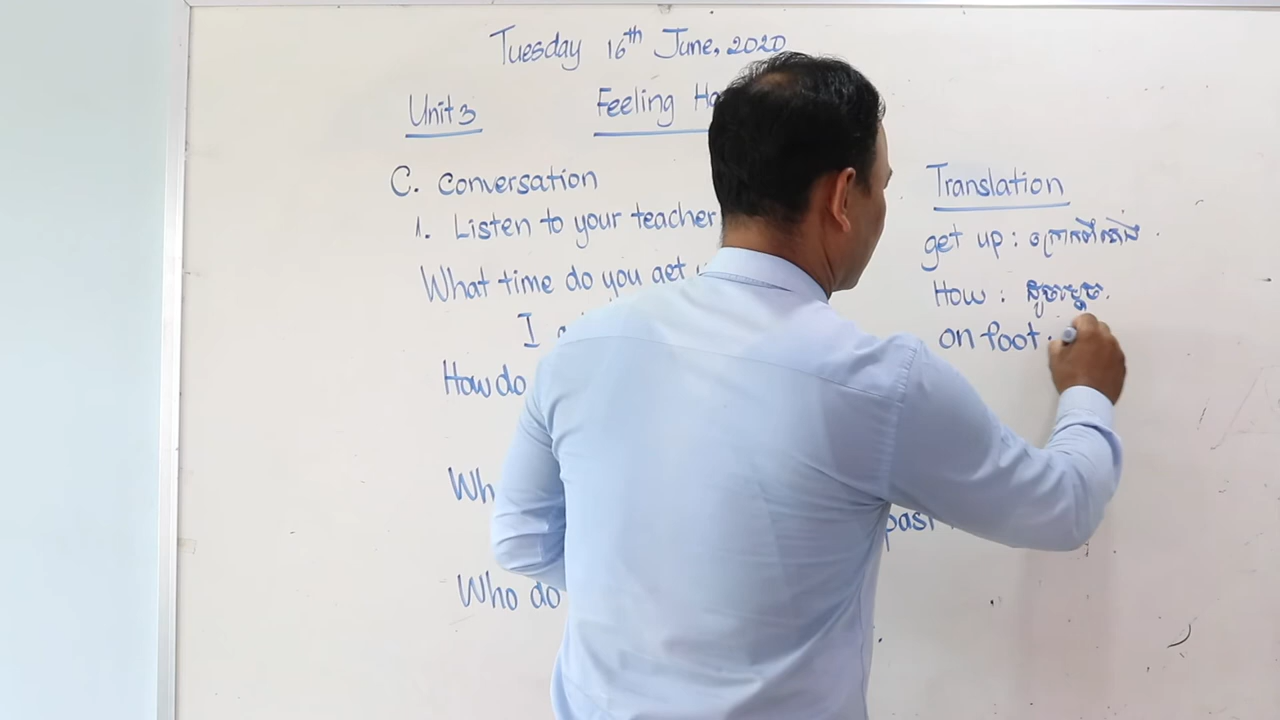 Tuesday 16th June, 2020
Unit 3
Feeling Ha
C. Conversation
1. Listen to your teacher
What time do you get
I
How do
Wh
past
Who do
Translation
get up : ក្រោកពីគេង .
How : ដូចម្ដេច.
on foot :